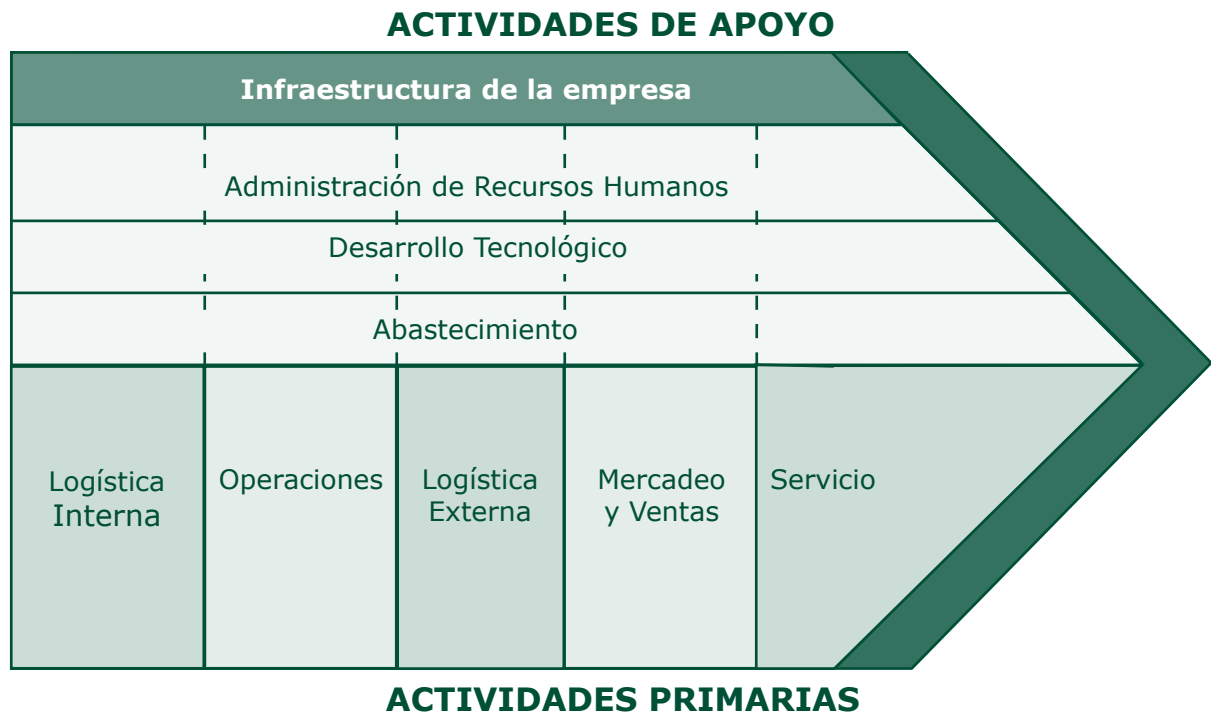 ACTIVIDADES DE APOYO
Infraestructura de la empresa
Administración de Recursos Humanos
Desarrollo Tecnológico
Abastecimiento
Logística
Interna
Operaciones
Logística
Externa
Mercadeo
y Ventas
Servicio
ACTIVIDADES PRIMARIAS